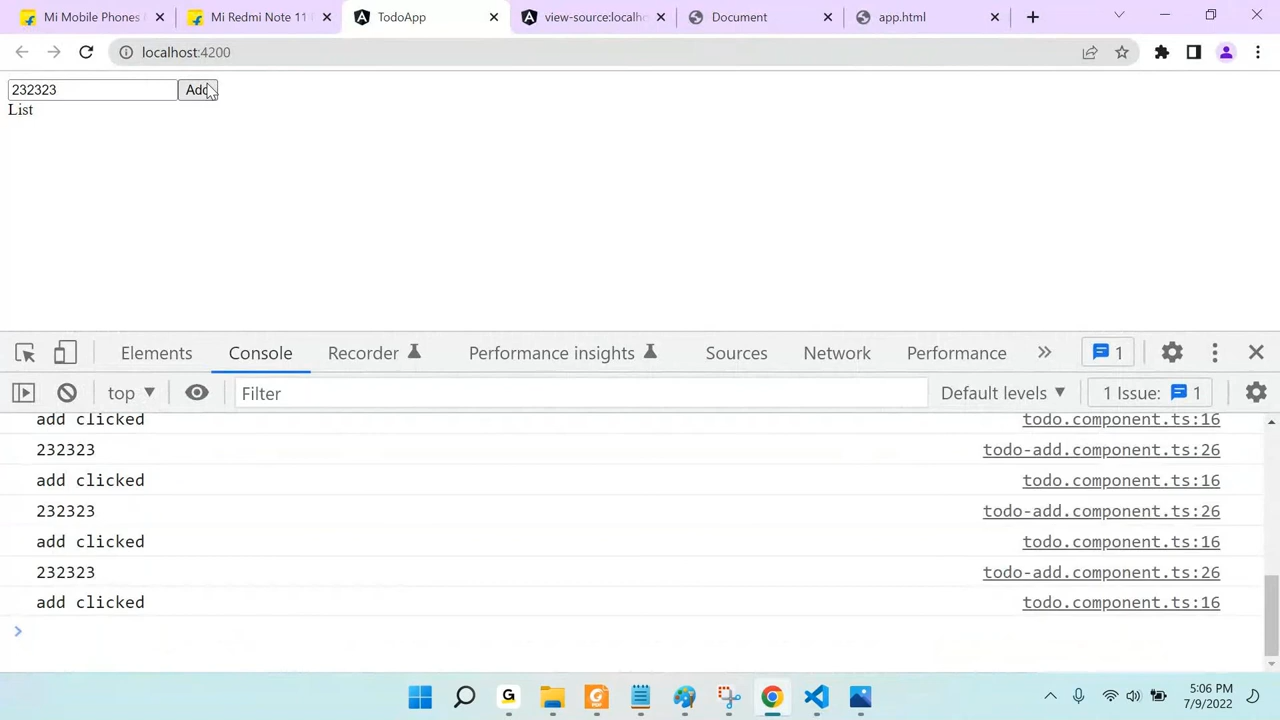 Mi Mobile Phones
Mi Redmi Note 11
TodoApp
view-source:localhe
Document
app.html
localhost:4200
232323
Add
List
Elements
Console
Recorder
Performance insights
Sources
Network
Performance
1
top
Filter
Default levels
1 Issue:
1
add clicked
todo.component.ts:16
232323
todo-add.component.ts:26
add clicked
todo.component.ts:16
232323
todo-add.component.ts:26
add clicked
todo.component.ts:16
232323
todo-add.component.ts:26
add clicked
todo.component.ts:16
G
5:06 PM
7/9/2022